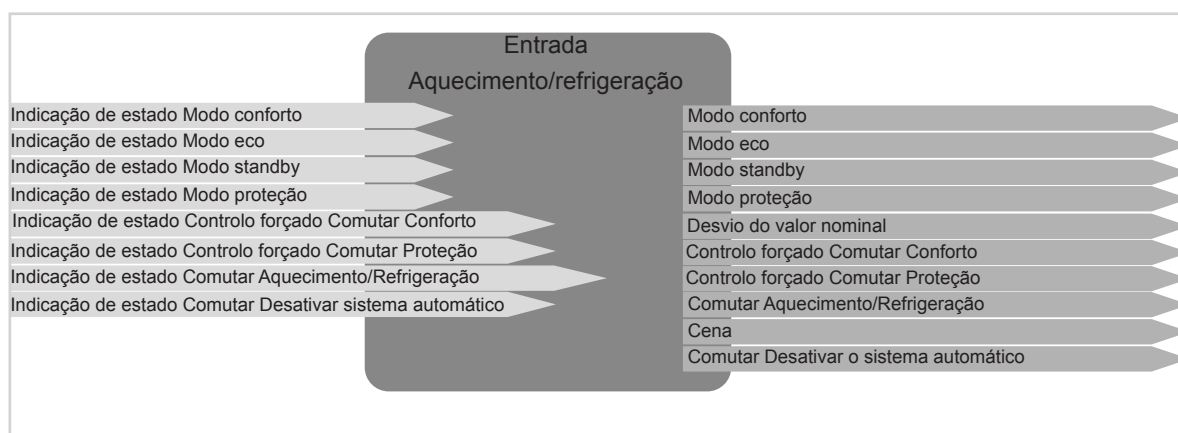 Entrada
Aquecimento/refrigeração
Indicação de estado Modo conforto
Indicação de estado Modo eco
Indicação de estado Modo standby
Indicação de estado Modo proteção
Indicação de estado Controlo forçado Comutar Conforto
Indicação de estado Controlo forçado Comutar Proteção
Indicação de estado Comutar Aquecimento/Refrigeração
Indicação de estado Comutar Desativar sistema automático
Modo conforto
Modo eco
Modo standby
Modo proteção
Desvio do valor nominal
Controlo forçado Comutar Conforto
Controlo forçado Comutar Proteção
Comutar Aquecimento/Refrigeração
Cena
Comutar Desativar o sistema automático